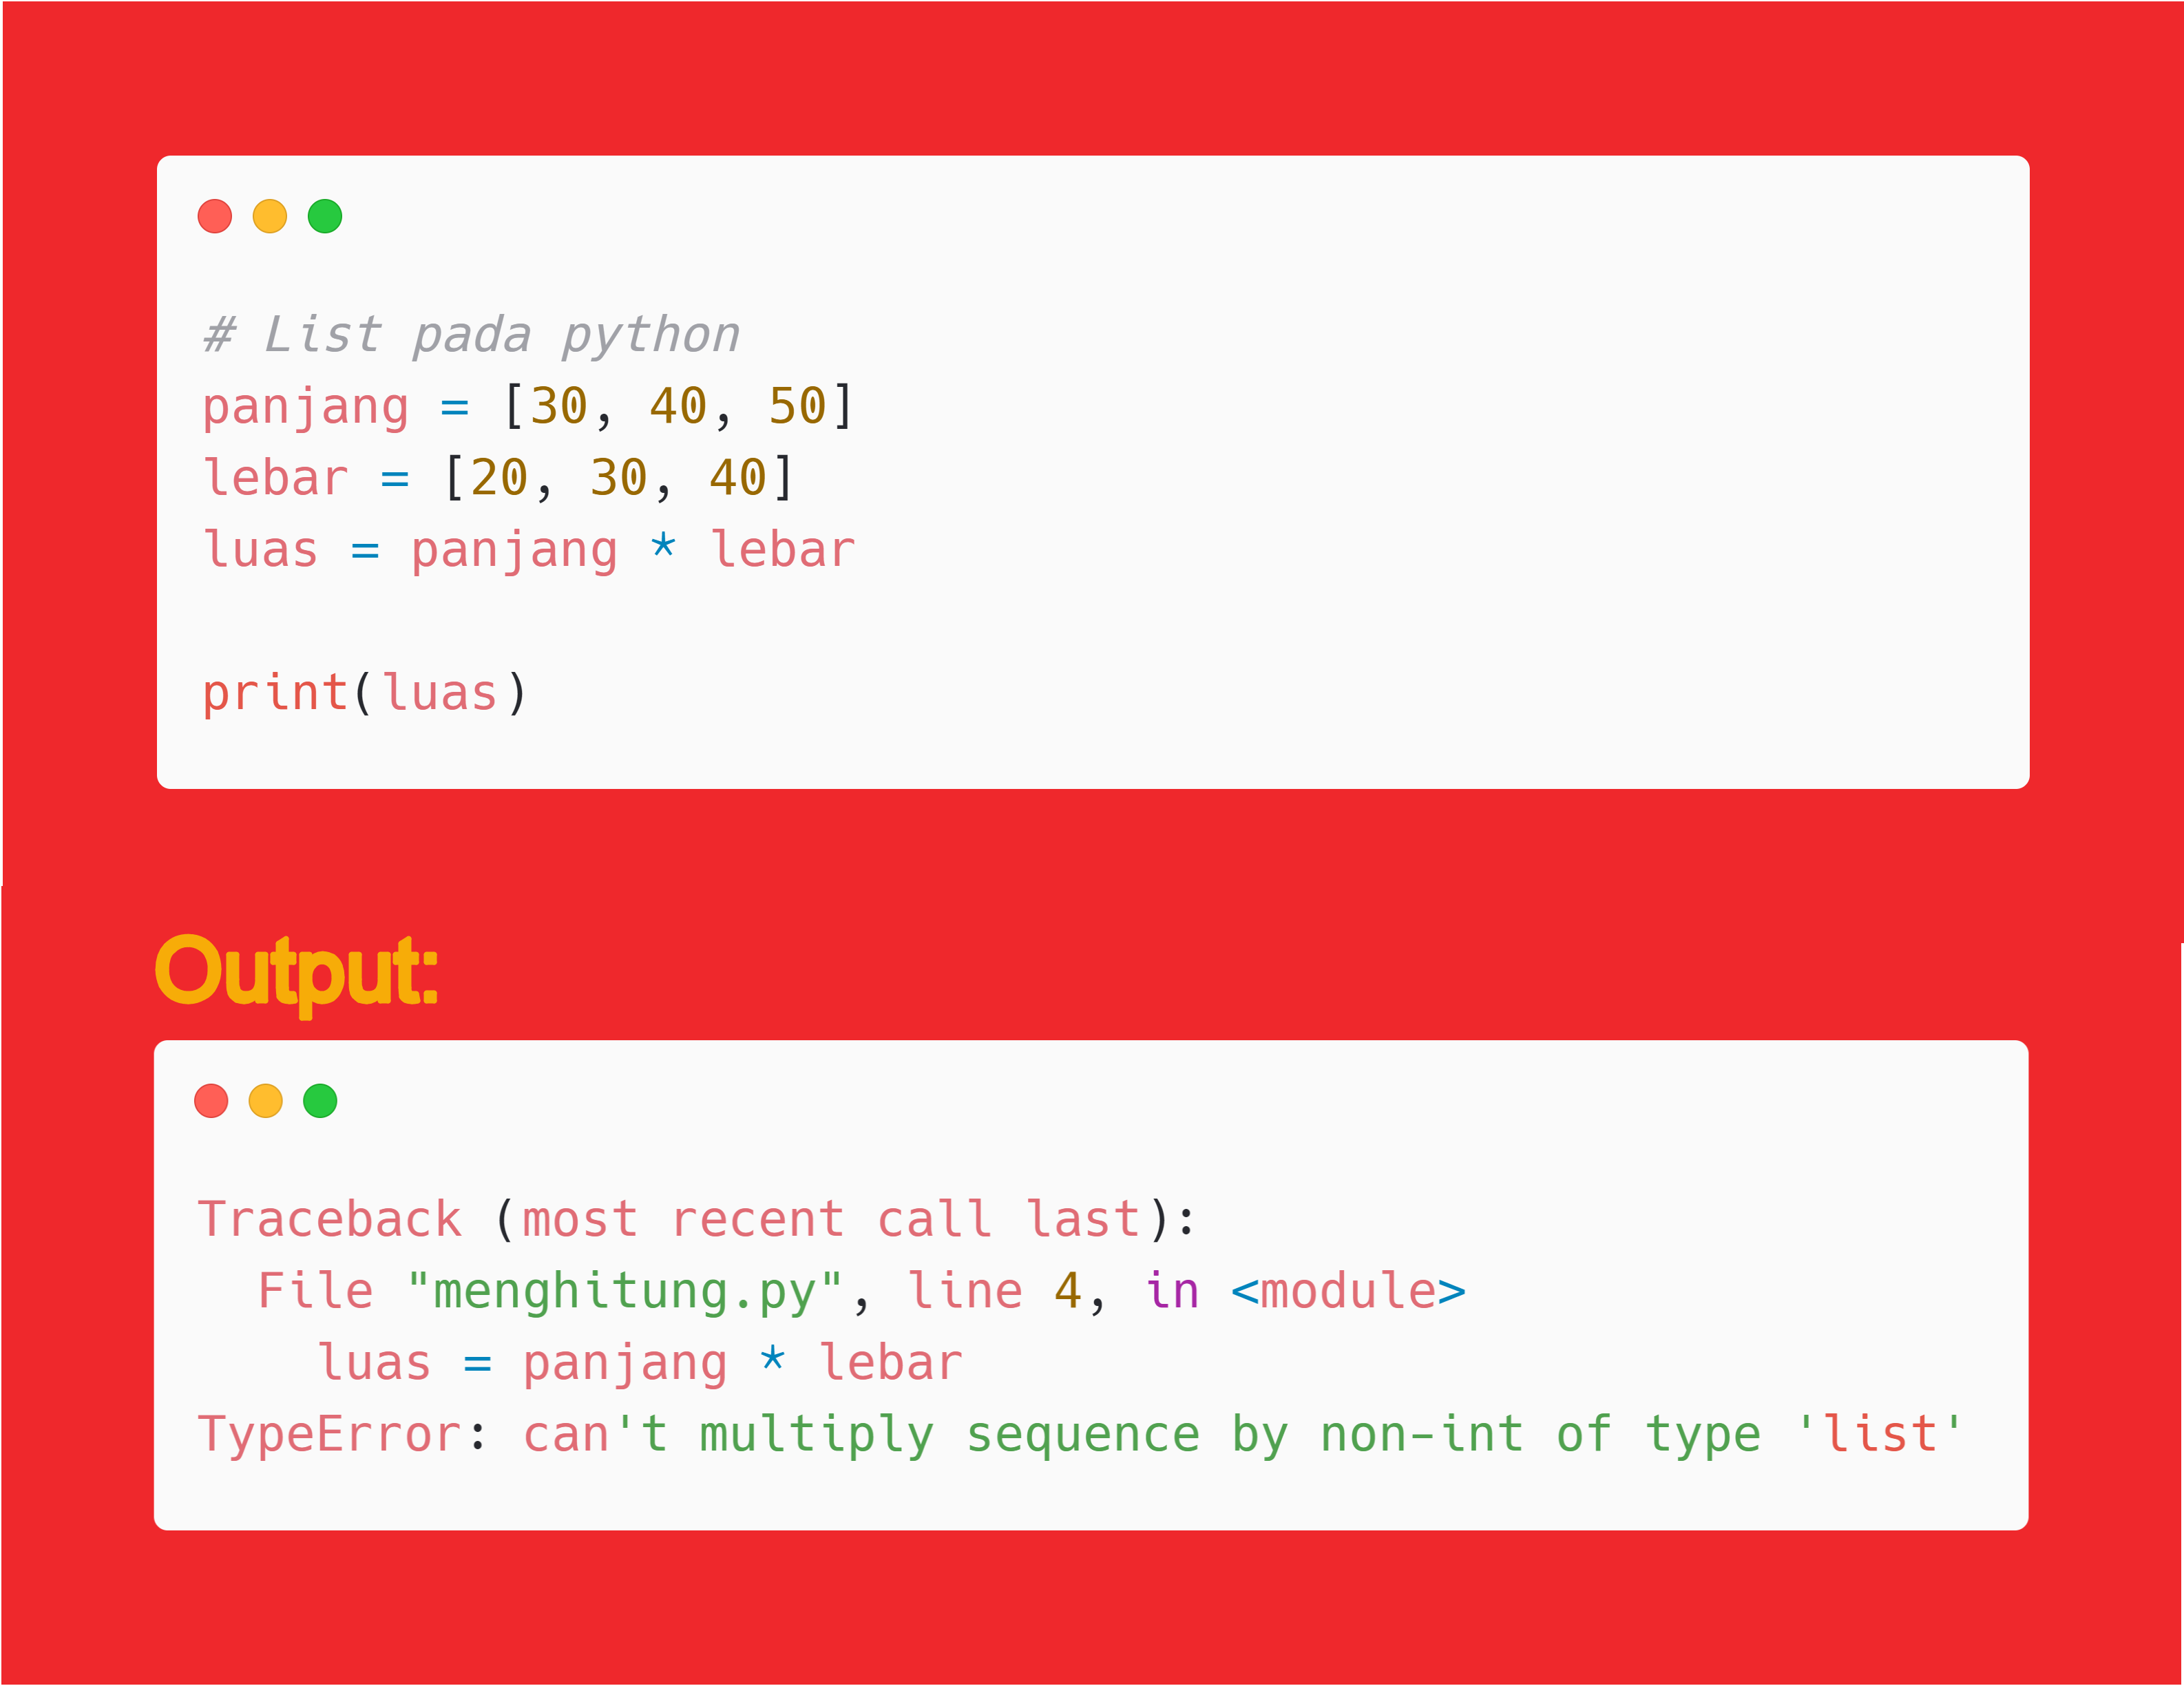 # List pada python
panjang = [30, 40, 50]
lebar = [20, 30, 40]
luas = panjang * lebar
print(luas)
Output:
Traceback (most recent call last):
  File "menghitung.py", line 4, in <module>
    luas = panjang * lebar
TypeError: can't multiply sequence by non-int of type 'list'